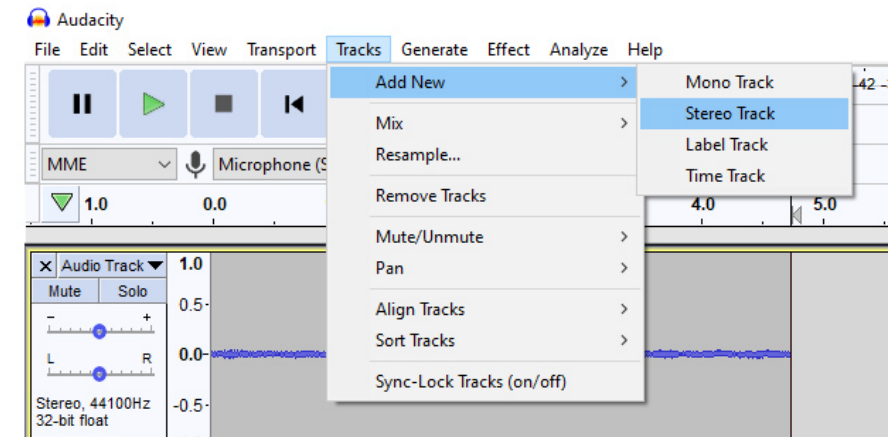 Audacity
File Edit Select View Transport Tracks Generate Effect Analyze Help
Add New
Mono Track
Stereo Track
Label Track
Time Track
-42
Mix
Resample...
Remove Tracks
Mute/Unmute
Pan
Align Tracks
Sort Tracks
Sync-Lock Tracks (on/off)
MME
Microphone (S
1.0 0.0 4.0 5.0
Audio Track
Mute Solo
- +
L R
Stereo, 44100Hz
32-bit float
1.0
0.5
0.0
-0.5